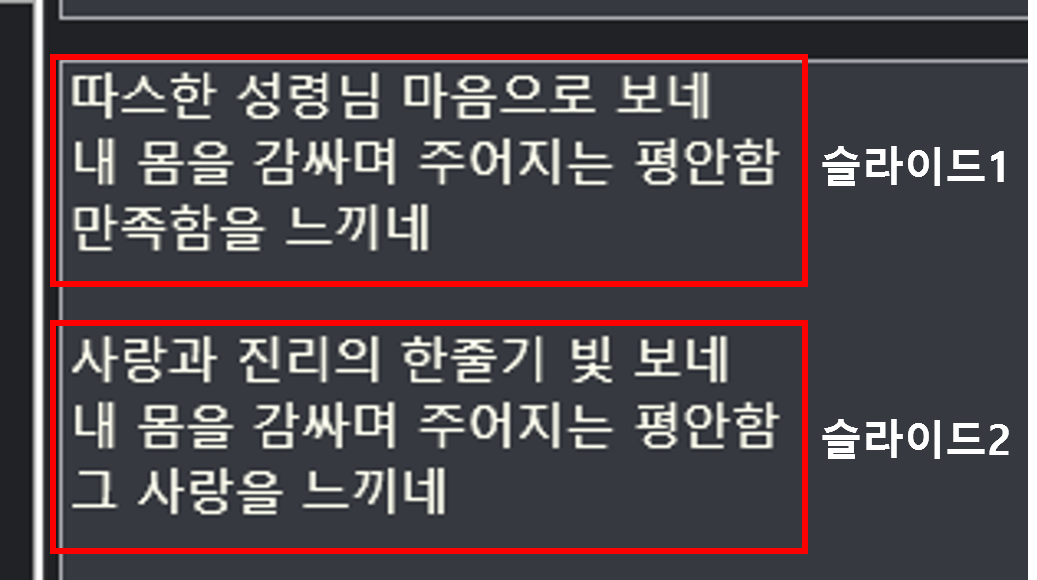 따스한 성령님 마음으로 보네
내 몸을 감싸며 주어지는 평안함
만족함을 느끼네
슬라이드1
사랑과 진리의 한줄기 빛 보네
내 몸을 감싸며 주어지는 평안함
그 사랑을 느끼네
슬라이드2